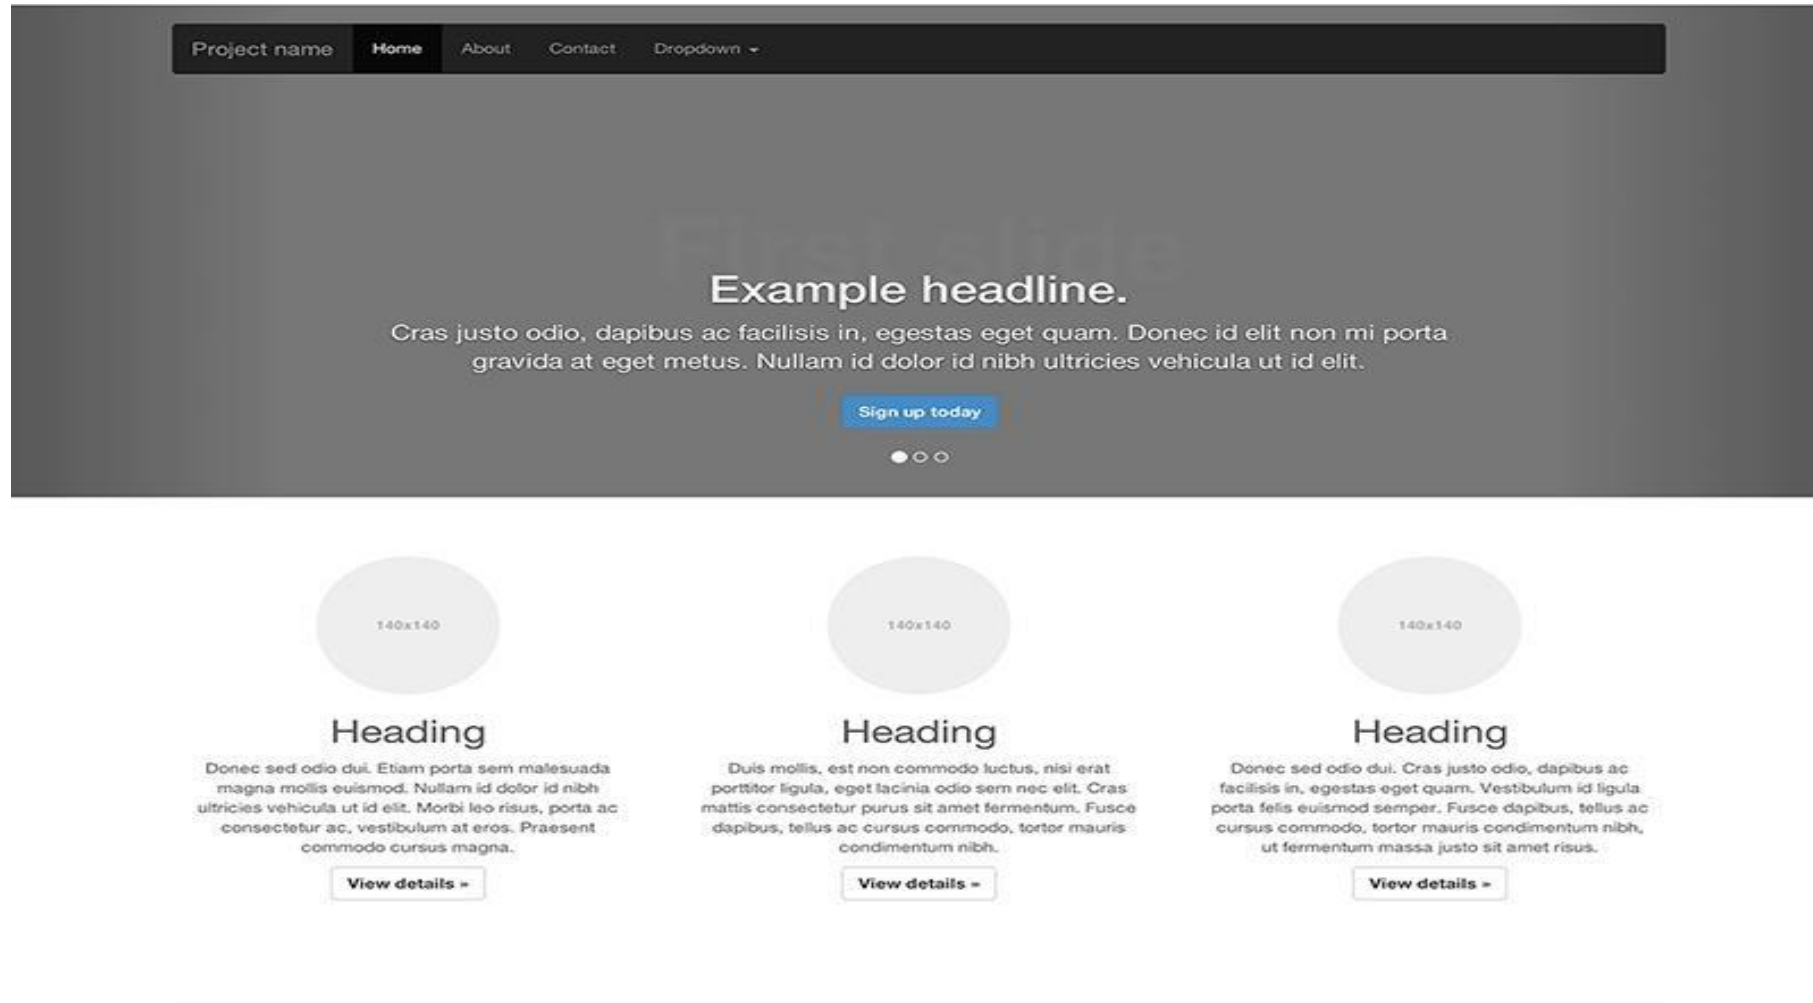 Project name Home About Contact Dropdown
First slide
Example headline.
Cras justo odio, dapibus ac facilisis in, egestas eget quam. Donec id elit non mi porta
gravida at eget metus. Nullam id dolor id nibh ultricies vehicula ut id elit.
Sign up today
140x140
Heading
Donec sed odio dui. Etiam porta sem malesuada
magna mollis euismod. Nullam id dolor id nibh
ultricies vehicula ut id elit. Morbi leo risus, porta ac
consectetur ac, vestibulum at eros. Praesent
commodo cursus magna.
View details »
140x140
Heading
Duis mollis, est non commodo luctus, nisi erat
porttitor ligula, eget lacinia odio sem nec elit. Cras
mattis consectetur purus sit amet fermentum. Fusce
dapibus, tellus ac cursus commodo, tortor mauris
condimentum nibh.
View details »
140x140
Heading
Donec sed odio dui. Cras justo odio, dapibus ac
facilisis in, egestas eget quam. Vestibulum id ligula
porta felis euismod semper. Fusce dapibus, tellus ac
cursus commodo, tortor mauris condimentum nibh,
ut fermentum massa justo sit amet risus.
View details »